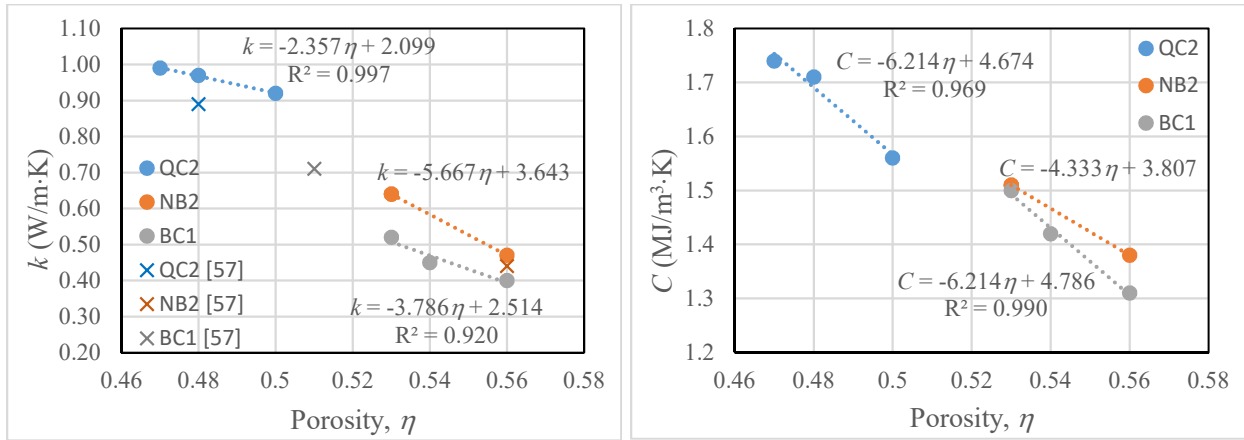 1.10
1.00
0.90
0.80
0.70
0.60
0.50
0.40
0.30
0.20
k (W/m·K)
k = -2.357η + 2.099
R² = 0.997
k = -5.667η + 3.643
k = -3.786η + 2.514
R² = 0.920
QC2
NB2
BC1
QC2 [57]
NB2 [57]
BC1 [57]
0.46 0.48 0.5 0.52 0.54 0.56 0.58
Porosity, η
1.8
1.7
1.6
1.5
1.4
1.3
1.2
C (MJ/m³·K)
C = -6.214η + 4.674
R² = 0.969
QC2
NB2
BC1
C = -4.333η + 3.807
C = -6.214η + 4.786
R² = 0.990
0.46 0.48 0.5 0.52 0.54 0.56 0.58
Porosity, η